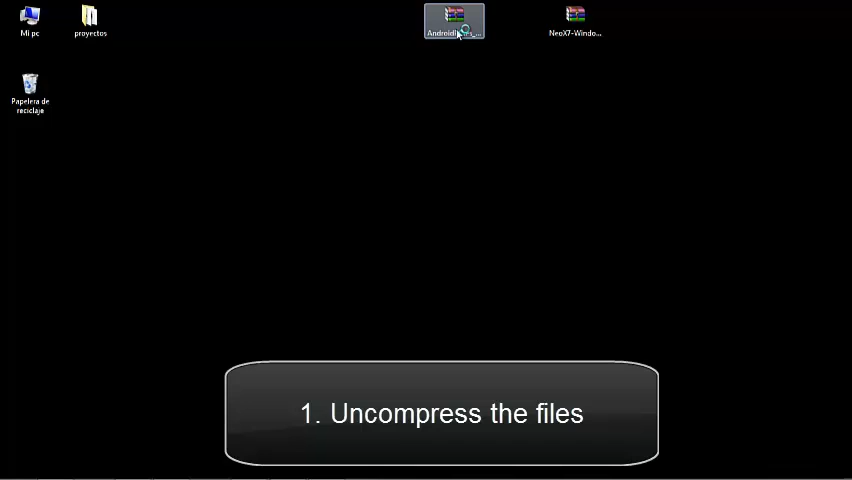 Mi pc
proyectos
NeoX7-Windo...
Papelera de
reciclaje
1. Uncompress the files